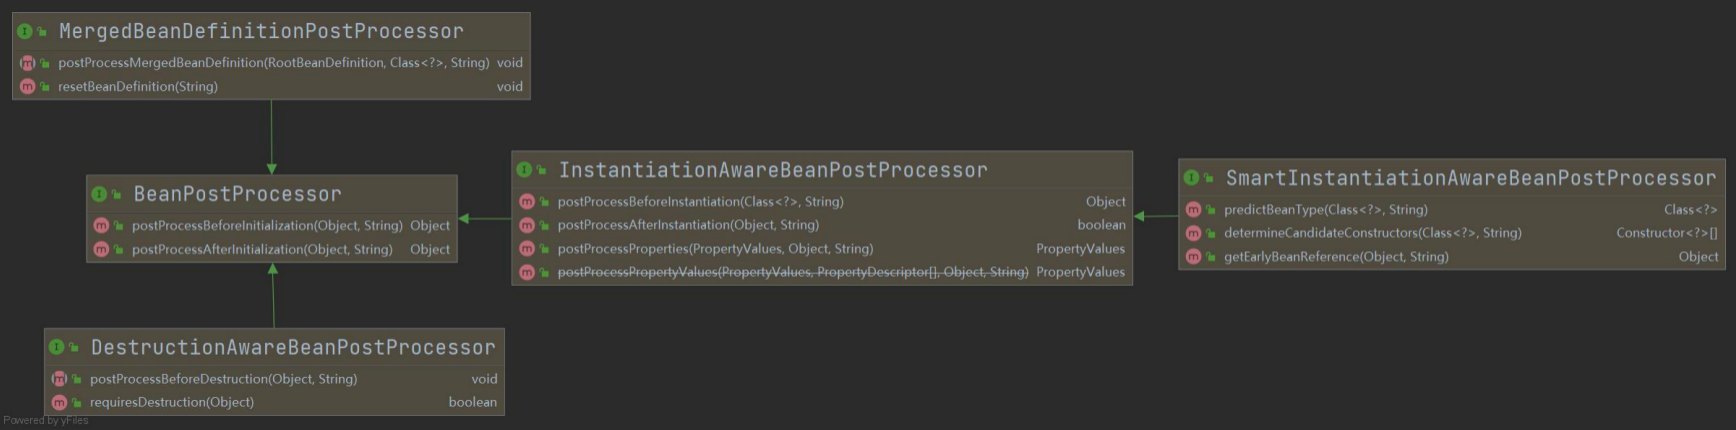 MergedBeanDefinitionPostProcessor
postProcessMergedBeanDefinition(RootBeanDefinition, Class<?>, String) void
resetBeanDefinition(String) void
BeanPostProcessor
postProcessBeforeInitialization(Object, String) Object
postProcessAfterInitialization(Object, String) Object
InstantiationAwareBeanPostProcessor
postProcessBeforeInstantiation(Class<?>, String) Object
postProcessAfterInstantiation(Object, String) boolean
postProcessProperties(PropertyValues, Object, String) PropertyValues
postProcessPropertyValues(PropertyValues, PropertyDescriptor[], Object, String) PropertyValues
SmartInstantiationAwareBeanPostProcessor
predictBeanType(Class<?>, String) Class<?>
determineCandidateConstructors(Class<?>, String) Constructor<?>[]
getEarlyBeanReference(Object, String) Object
DestructionAwareBeanPostProcessor
postProcessBeforeDestruction(Object, String) void
requiresDestruction(Object) boolean
Powered by yFiles